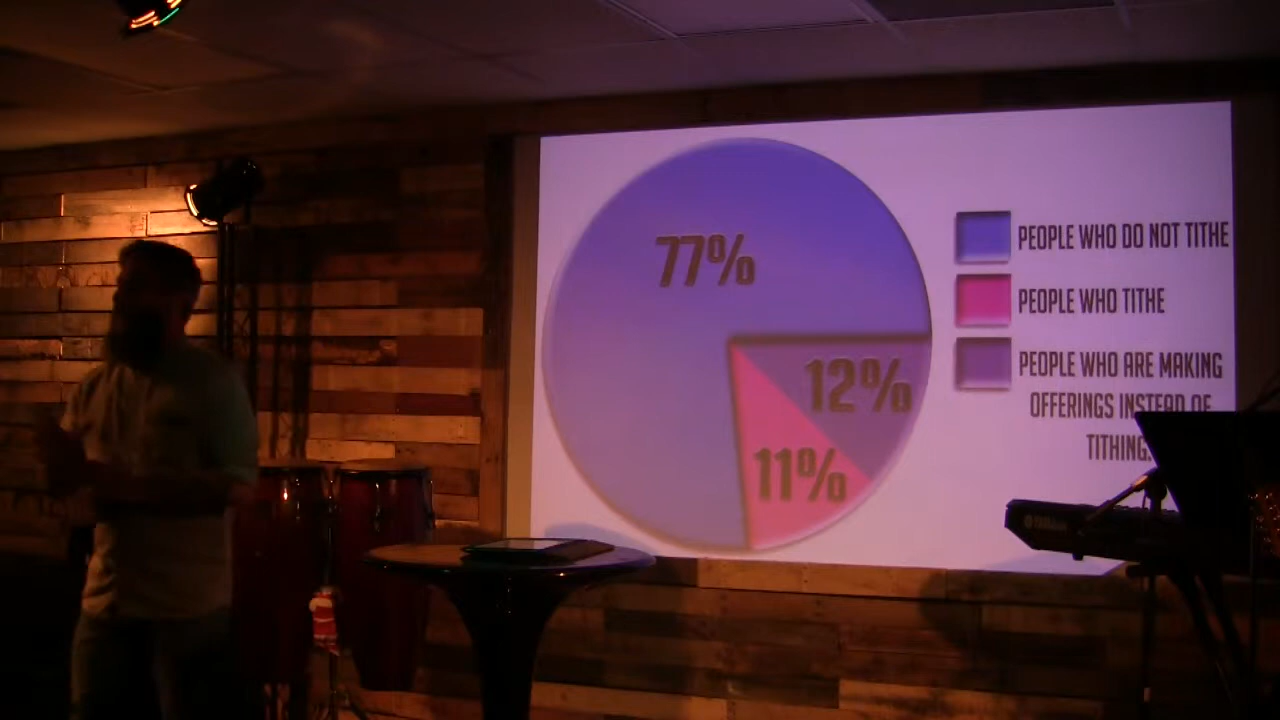 77%
12%
11%
PEOPLE WHO DO NOT TITHE
PEOPLE WHO TITHE
PEOPLE WHO ARE MAKING
OFFERINGS INSTEAD OF
TITHING.
YAMAHA